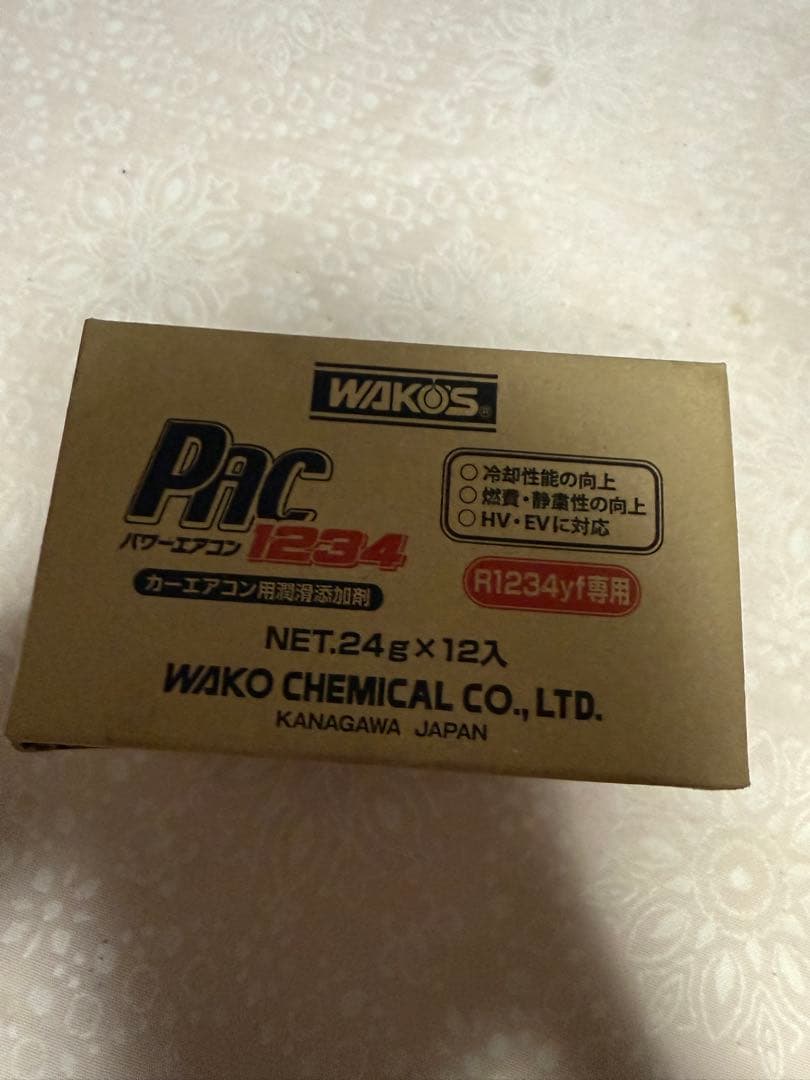 WAKO'S®
PAC 1234
パワーエアコン
カーエアコン用潤滑添加剤
○ 冷却性能の向上
○ 燃費・静粛性の向上
○ HV・EVに対応
R1234yf専用
NET.24g×12入
WAKO CHEMICAL CO.,LTD.
KANAGAWA JAPAN